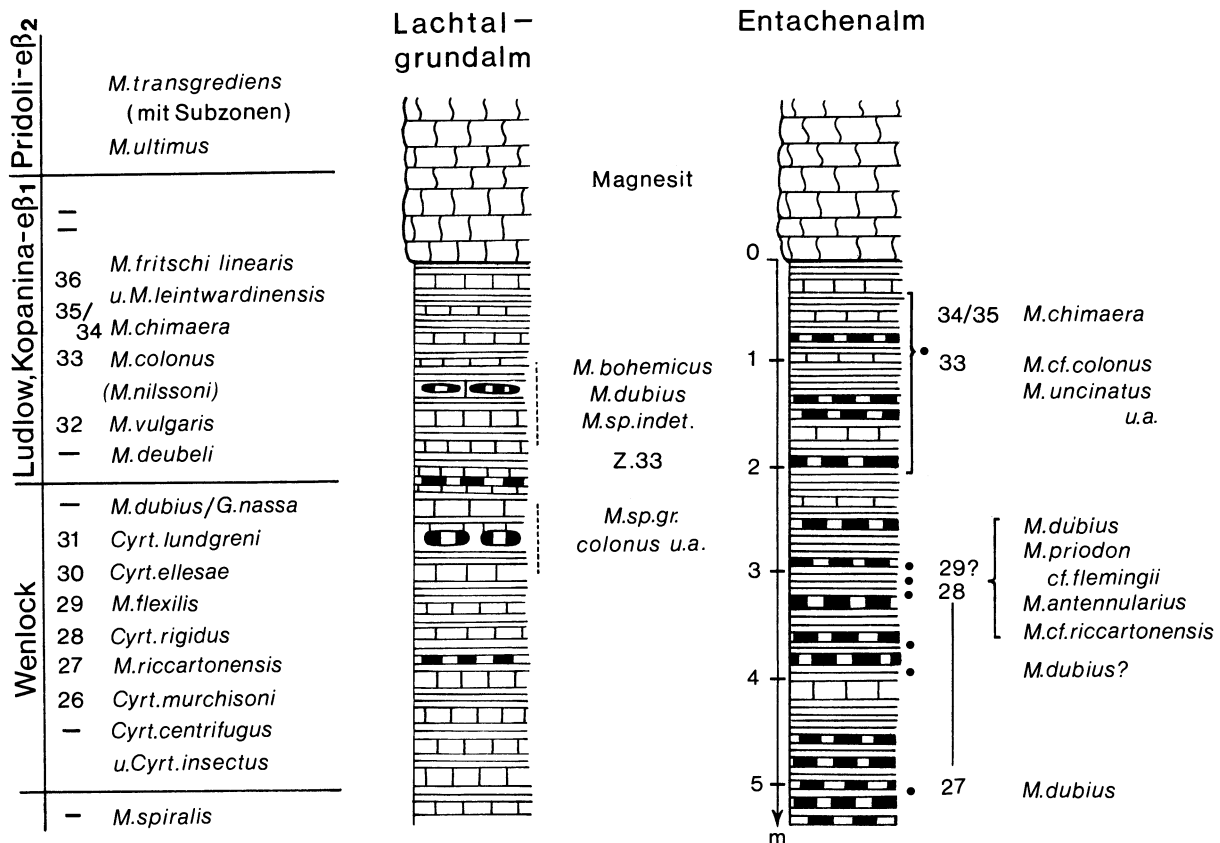 Lachtal–
grundalm
Entachenalm
Pridoli-eβ2
M.transgrediens
(mit Subzonen)
M.ultimus
Magnesit
Ludlow,Kopanina-eβ1
–
–
36 M.fritschi linearis
u.M.leintwardinensis
35/
34 M.chimaera
33 M.colonus
(M.nilssoni)
32 M.vulgaris
– M.deubeli
Wenlock
– M.dubius/G.nassa
31 Cyrt.lundgreni
30 Cyrt.ellesae
29 M.flexilis
28 Cyrt.rigidus
27 M.riccartonensis
26 Cyrt.murchisoni
– Cyrt.centrifugus
u.Cyrt.insectus
– M.spiralis
M.bohemicus
M.dubius
M.sp.indet.
Z.33
M.sp.gr.
colonus u.a.
0
1
2
3
4
5
m
34/35 M.chimaera
33 M.cf.colonus
M.uncinatus
u.a.
M.dubius
M.priodon
29? cf.flemingii
28 M.antennularius
M.cf.riccartonensis
M.dubius?
27 M.dubius